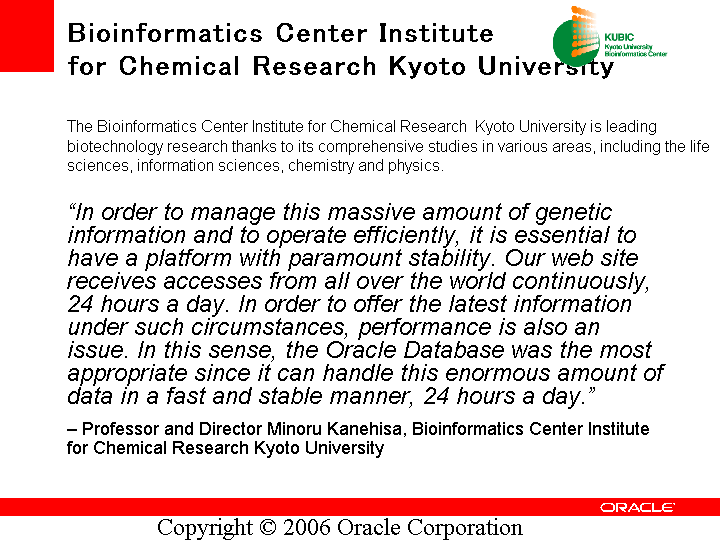 Bioinformatics Center Institute
for Chemical Research Kyoto University
KUBIC
Kyoto University
Bioinformatics Center
The Bioinformatics Center Institute for Chemical Research Kyoto University is leading
biotechnology research thanks to its comprehensive studies in various areas, including the life
sciences, information sciences, chemistry and physics.
“In order to manage this massive amount of genetic
information and to operate efficiently, it is essential to
have a platform with paramount stability. Our web site
receives accesses from all over the world continuously,
24 hours a day. In order to offer the latest information
under such circumstances, performance is also an
issue. In this sense, the Oracle Database was the most
appropriate since it can handle this enormous amount of
data in a fast and stable manner, 24 hours a day.”
– Professor and Director Minoru Kanehisa, Bioinformatics Center Institute
for Chemical Research Kyoto University
ORACLE
Copyright © 2006 Oracle Corporation